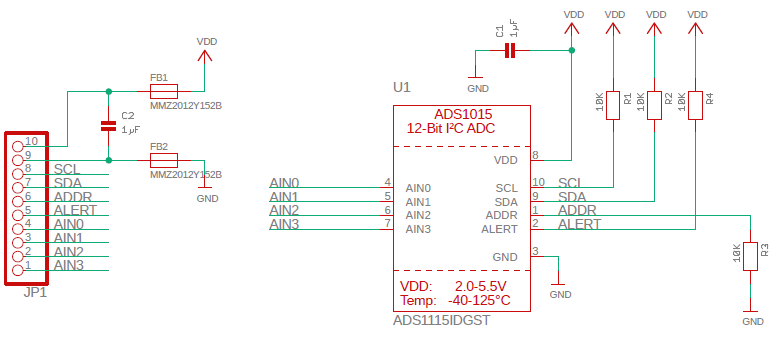 VDD
FB1
MMZ2012Y152B
C2
1µF
FB2
MMZ2012Y152B
GND
10
9
8 SCL
7 SDA
6 ADDR
5 ALERT
4 AIN0
3 AIN1
2 AIN2
1 AIN3
JP1
C1
1µF
GND
VDD VDD VDD VDD
10K R1
10K R2
10K R4
U1
ADS1015
12-Bit I²C ADC
VDD 8
AIN0 4 AIN0 SCL 10 SCL
AIN1 5 AIN1 SDA 9 SDA
AIN2 6 AIN2 ADDR 1 ADDR
AIN3 7 AIN3 ALERT 2 ALERT
GND 3
GND
10K R3
GND
VDD: 2.0-5.5V
Temp: -40-125°C
ADS1115IDGST